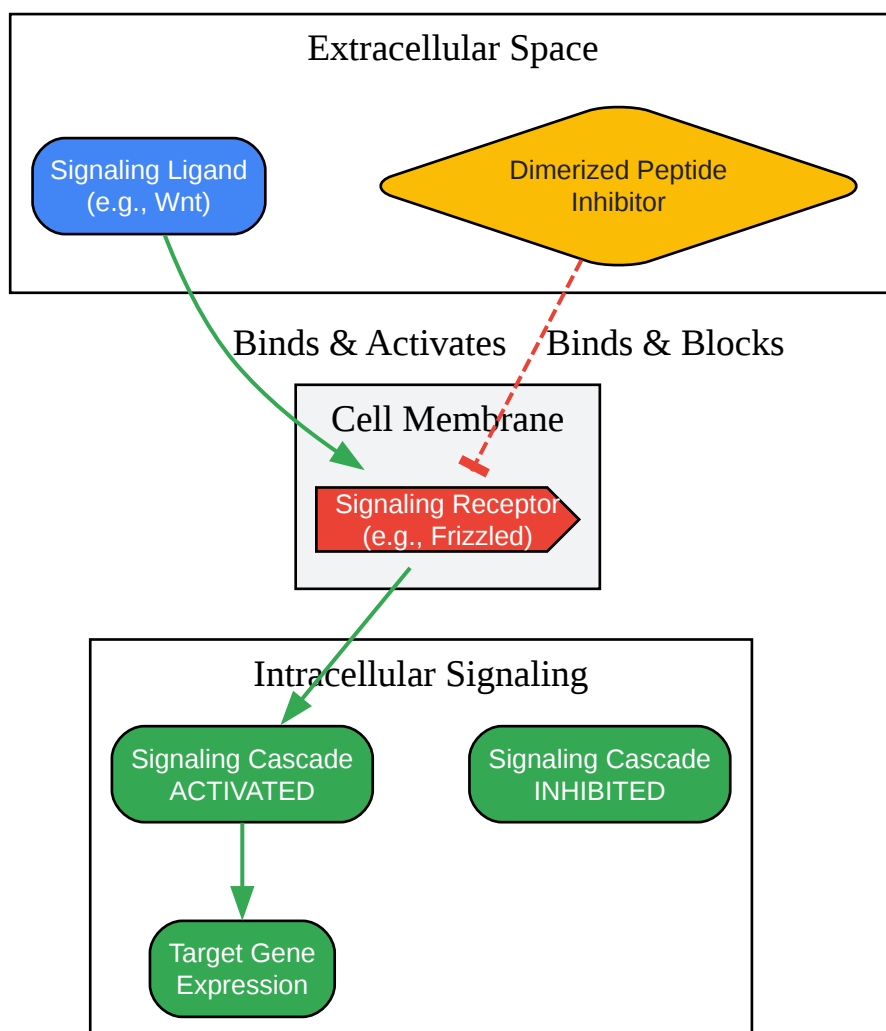 Extracellular Space
Signaling Ligand
(e.g., Wnt)
Dimerized Peptide
Inhibitor
Binds & Activates
Binds & Blocks
Cell Membrane
Signaling Receptor
(e.g., Frizzled)
Intracellular Signaling
Signaling Cascade
ACTIVATED
Signaling Cascade
INHIBITED
Target Gene
Expression